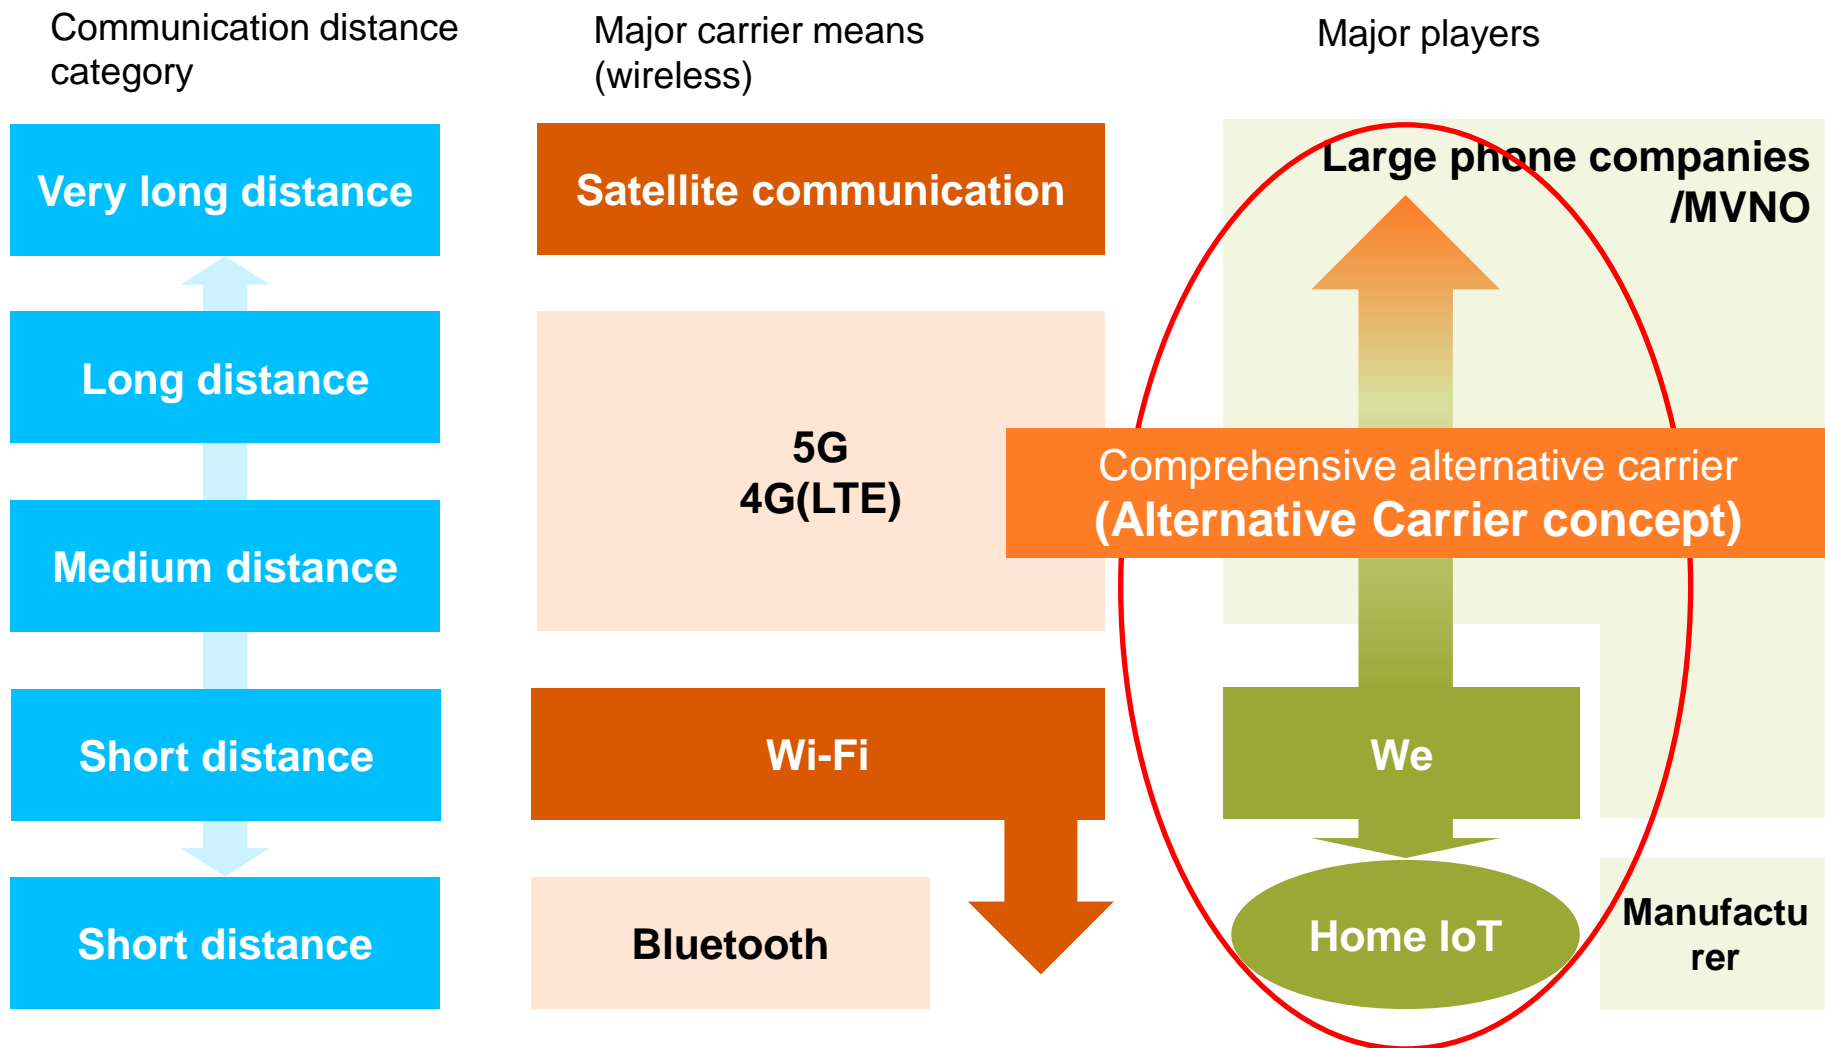 Communication distance
category
Major carrier means
(wireless)
Major players
Very long distance
Satellite communication
Large phone companies
/MVNO
Long distance
5G
4G(LTE)
Comprehensive alternative carrier
(Alternative Carrier concept)
Medium distance
Short distance
Wi-Fi
We
Short distance
Bluetooth
Home IoT
Manufactu
rer